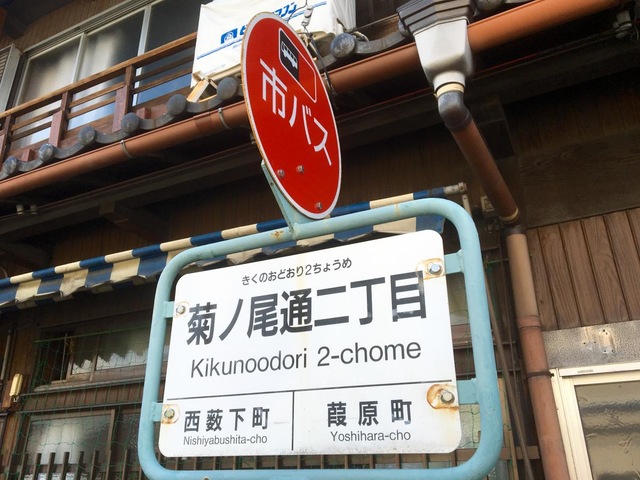 市バス
きくのおどおり2ちょうめ
菊ノ尾通二丁目
Kikunoodori 2-chome
西薮下町
Nishiyabushita-cho
葭原町
Yoshihara-cho